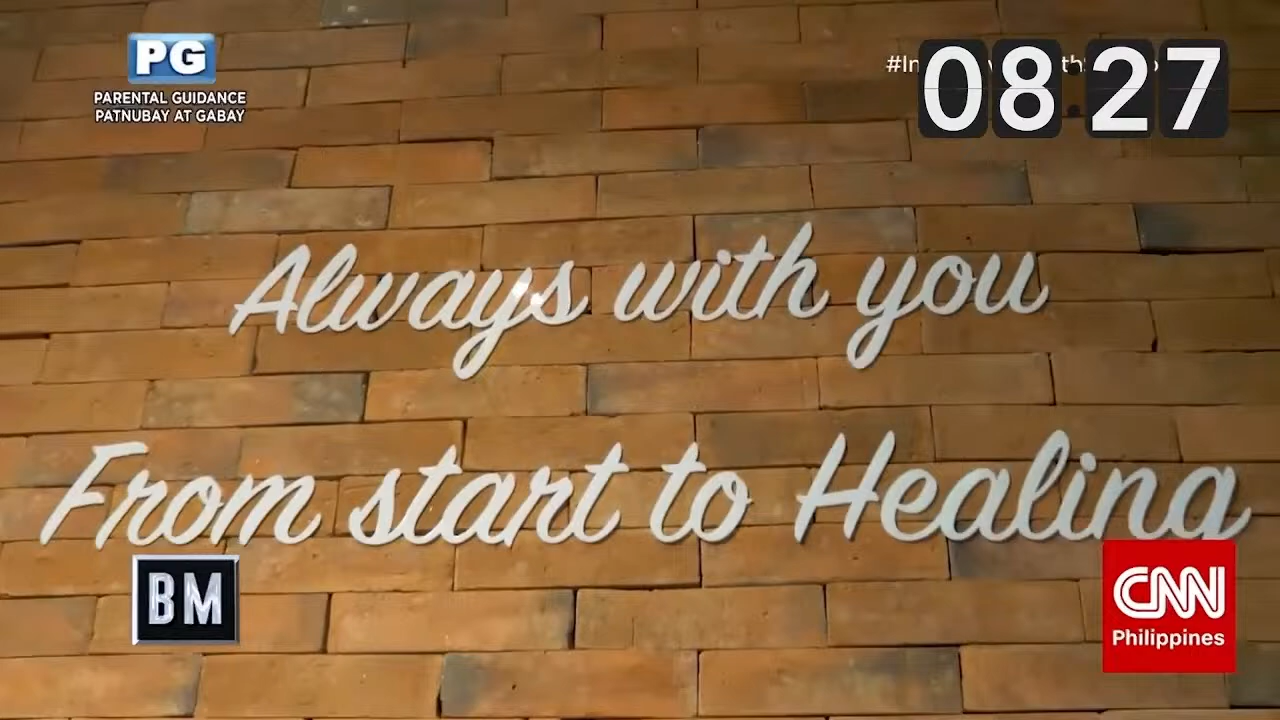 PG
PARENTAL GUIDANCE
PATNUBAY AT GABAY
08:27
Always with you
From start to Healing
BM
CNN
Philippines